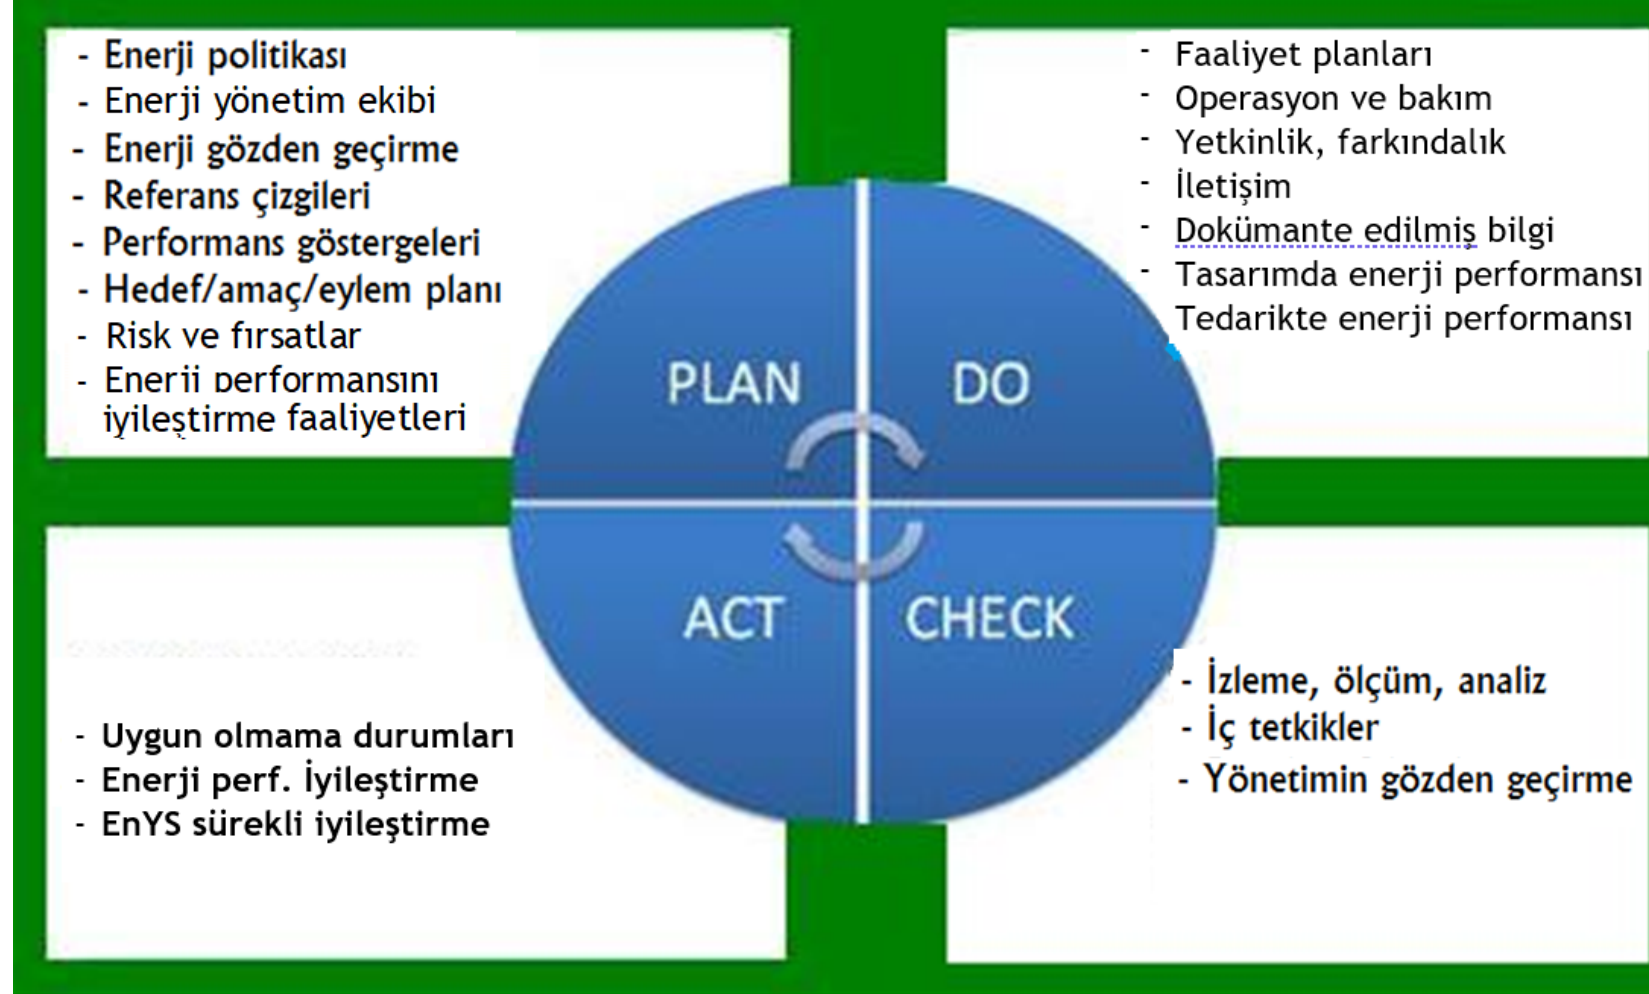 - Enerji politikası
- Enerji yönetim ekibi
- Enerji gözden geçirme
- Referans çizgileri
- Performans göstergeleri
- Hedef/amaç/eylem planı
- Risk ve fırsatlar
- Enerji performansını
iyileştirme faaliyetleri
- Faaliyet planları
- Operasyon ve bakım
- Yetkinlik, farkındalık
- İletişim
- Dokümante edilmiş bilgi
- Tasarımda enerji performansı
Tedarikte enerji performansı
PLAN
DO
ACT
CHECK
- Uygun olmama durumları
- Enerji perf. İyileştirme
- EnYS sürekli iyileştirme
- İzleme, ölçüm, analiz
- İç tetkikler
- Yönetimin gözden geçirme